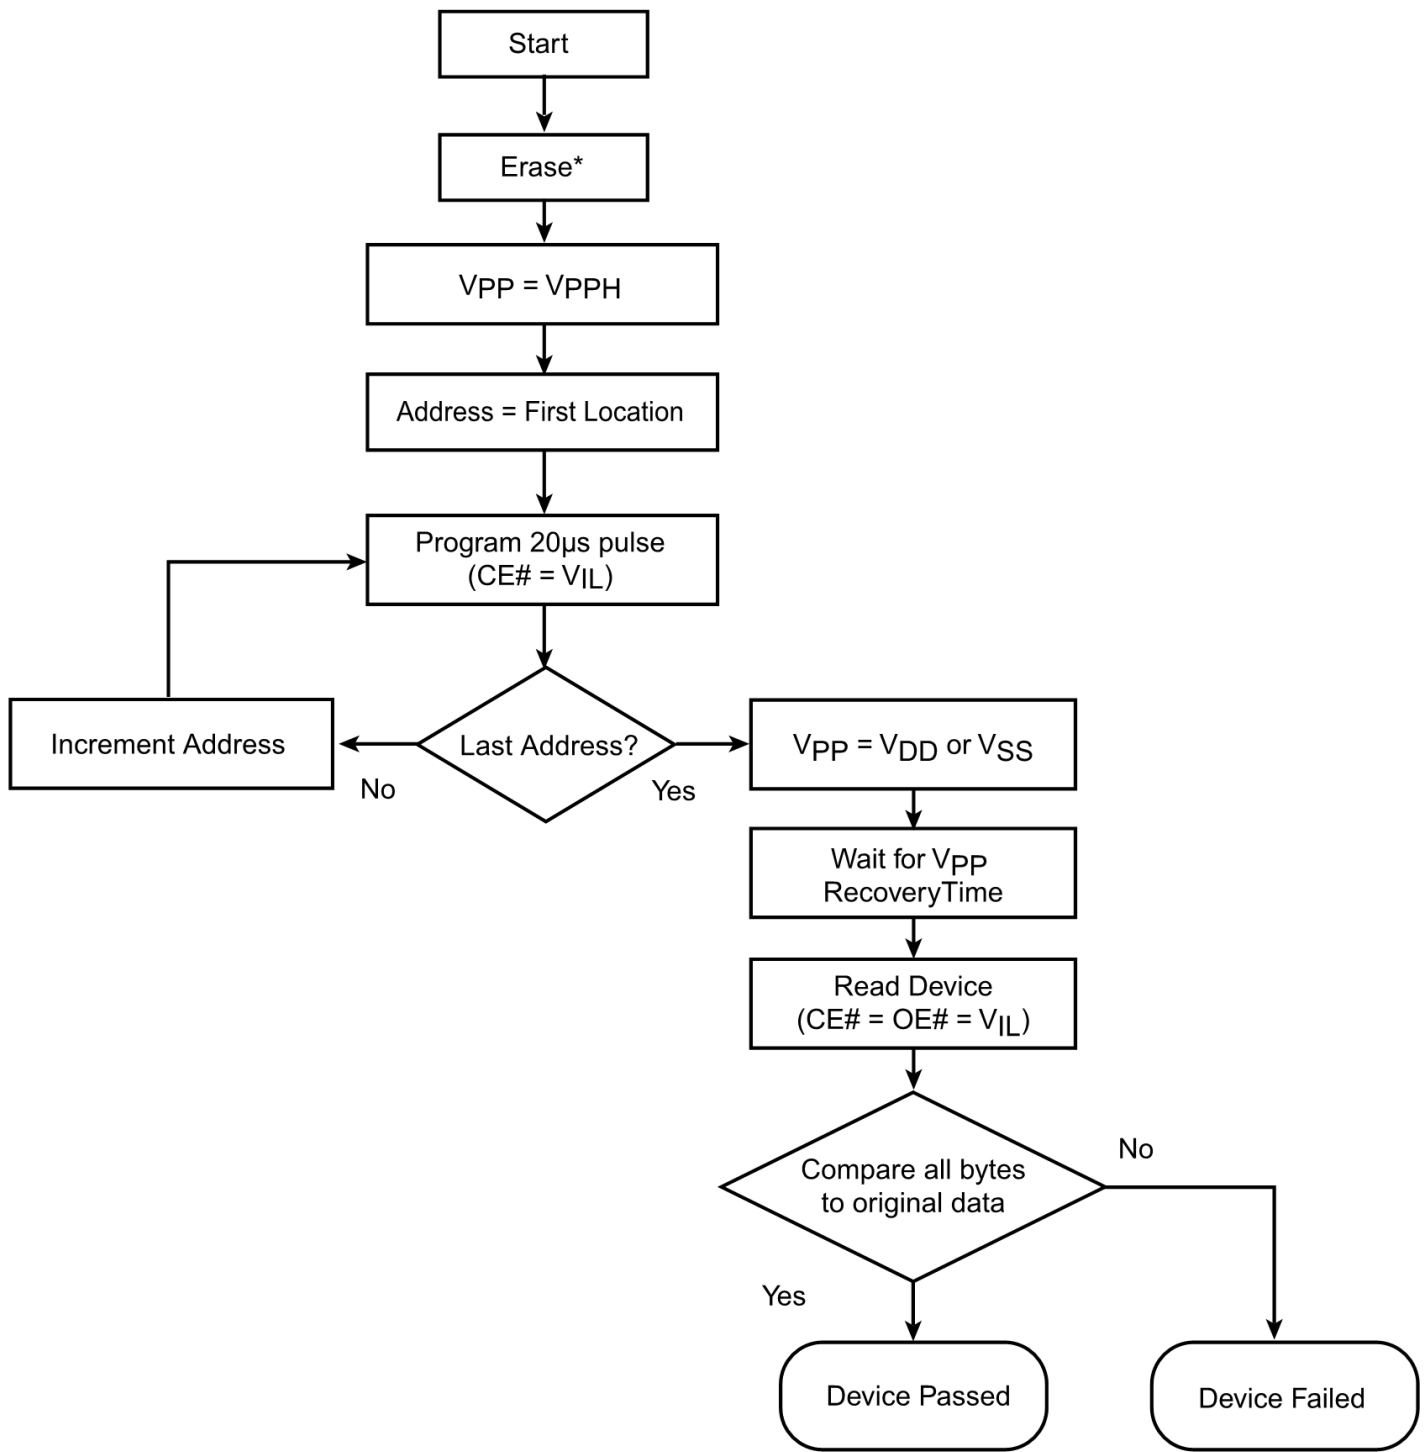 Start
Erase*
VPP = VPPH
Address = First Location
Program 20µs pulse
(CE# = VIL)
Last Address?
Increment Address
No
Yes
VPP = VDD or VSS
Wait for VPP
RecoveryTime
Read Device
(CE# = OE# = VIL)
Compare all bytes
to original data
No
Yes
Device Passed
Device Failed